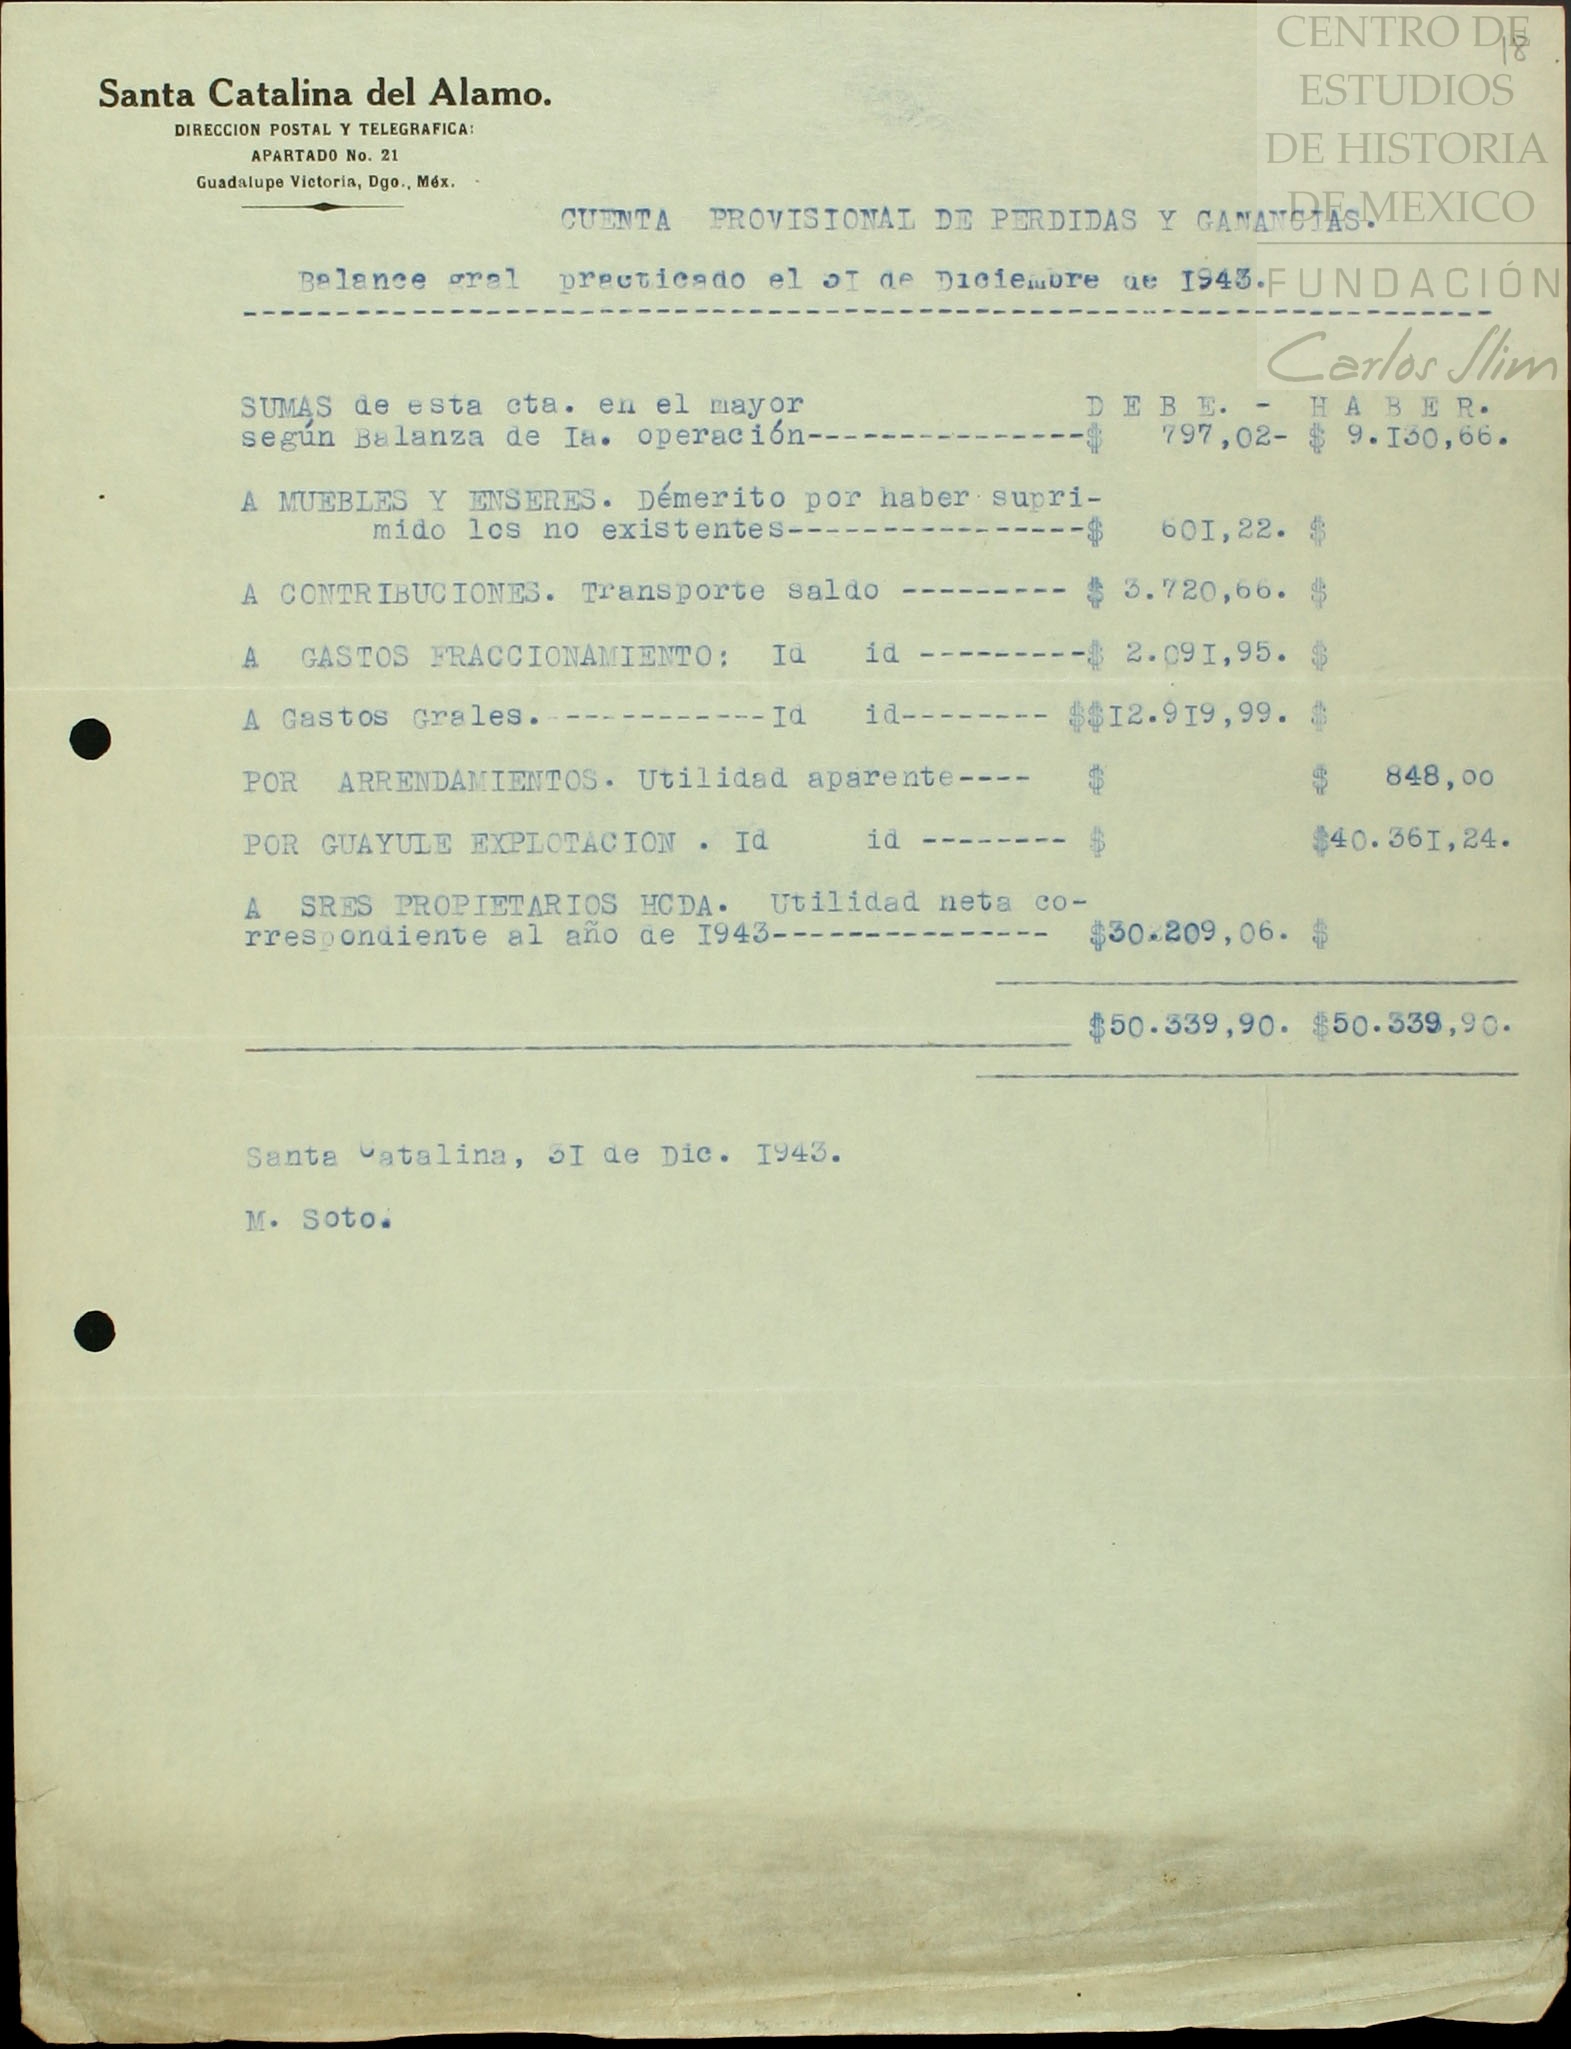 18
CENTRO DE
ESTUDIOS
DE HISTORIA
DE MEXICO
FUNDACIÓN
Carlos Slim
Santa Catalina del Alamo.
DIRECCION POSTAL Y TELEGRAFICA:
APARTADO No. 21
Guadalupe Victoria, Dgo., Méx.
CUENTA PROVISIONAL DE PERDIDAS Y GANANCIAS.
Balance gral practicado el 3I de Diciembre de I943.
SUMAS de esta cta. en el mayor D E B E. - H A B E R.
según Balanza de Ia. operación---------------$ 797,02- $ 9.I30,66.
A MUEBLES Y ENSERES. Démerito por haber supri-
mido los no existentes----------------$ 60I,22. $
A CONTRIBUCIONES. Transporte saldo --------- $ 3.720,66. $
A GASTOS FRACCIONAMIENTO: Id id ---------$ 2.09I,95. $
A Gastos Grales.------------Id id-------- $$I2.9I9,99. $
POR ARRENDAMIENTOS. Utilidad aparente---- $ $ 848,oo
POR GUAYULE EXPLOTACION . Id id -------- $ $40.36I,24.
A SRES PROPIETARIOS HCDA. Utilidad neta co-
rrespondiente al año de I943--------------- $30.209,06. $
$50.339,90. $50.339,90.
Santa Catalina, 3I de Dic. I943.
M. Soto.